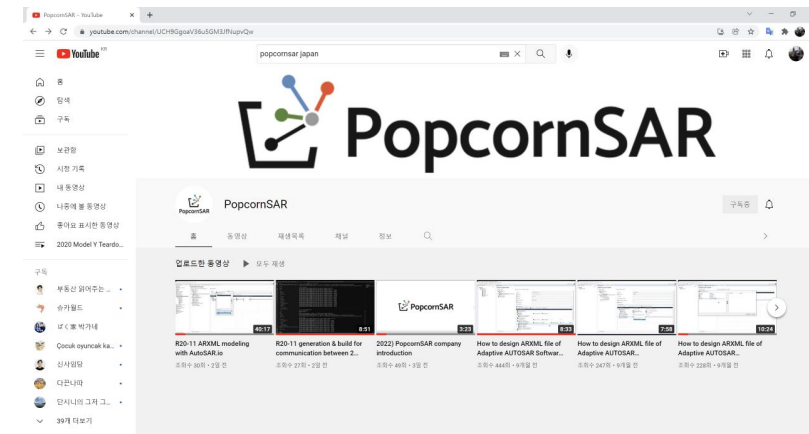 PopcornSAR - YouTube
youtube.com/channel/UCH9GgoaV36u5GM3JfNupvQw
YouTube KR
popcornsar japan
홈
탐색
구독
보관함
시청 기록
내 동영상
나중에 볼 동영상
좋아요 표시한 동영상
2020 Model Y Teardo...
구독
부동산 읽어주는 ...
슈카월드
ぱく家 박가네
Çocuk oyuncak ka...
신사임당
다끈나따
단시니의 그저 그...
39개 더보기
PopcornSAR
PopcornSAR
PopcornSAR
구독중
홈 동영상 재생목록 채널 정보
업로드한 동영상 ▶ 모두 재생
40:17
R20-11 ARXML modeling
with AutoSAR.io
조회수 30회 • 2일 전
8:51
R20-11 generation & build for
communication between 2...
조회수 27회 • 2일 전
PopcornSAR
3:23
2022) PopcornSAR company
introduction
조회수 49회 • 3일 전
8:33
How to design ARXML file of
Adaptive AUTOSAR Softwar...
조회수 444회 • 9개월 전
7:58
How to design ARXML file of
Adaptive AUTOSAR...
조회수 247회 • 9개월 전
10:24
How to design ARXML file of
Adaptive AUTOSAR...
조회수 228회 • 9개월 전